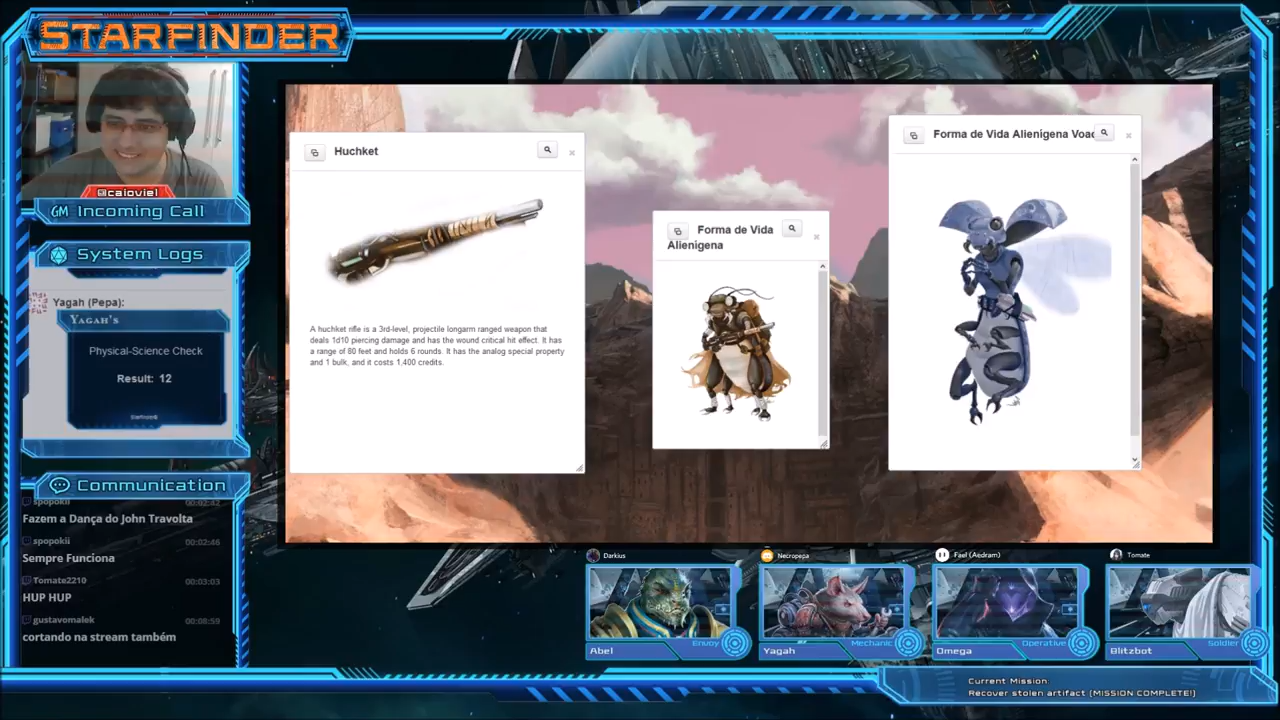 STARFINDER
@caioviel
GM Incoming Call
System Logs
Yagah (Pepa):
YAGAH'S
Physical-Science Check
Result: 12
Starfinder
Communication
spopokii 00:02:42
Fazem a Dança do John Travolta
spopokii 00:02:46
Sempre Funciona
Tomate2210 00:03:03
HUP HUP
gustavomalek 00:08:59
cortando na stream também
Huchket
A huchket rifle is a 3rd-level, projectile longarm ranged weapon that
deals 1d10 piercing damage and has the wound critical hit effect. It has
a range of 80 feet and holds 6 rounds. It has the analog special property
and 1 bulk, and it costs 1,400 credits.
Forma de Vida
Alienigena
Forma de Vida Alienigena Voac
Darkius
Envoy
Abel
Necropepa
Mechanic
Yagah
Fael (Aedram)
Operative
Omega
Tomate
Soldier
Blitzbot
Current Mission:
Recover stolen artifact (MISSION COMPLETE!)